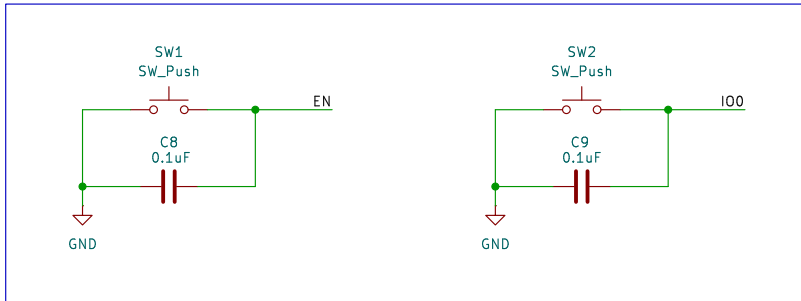 SW1
SW_Push
EN
C8
0.1uF
GND
SW2
SW_Push
IO0
C9
0.1uF
GND